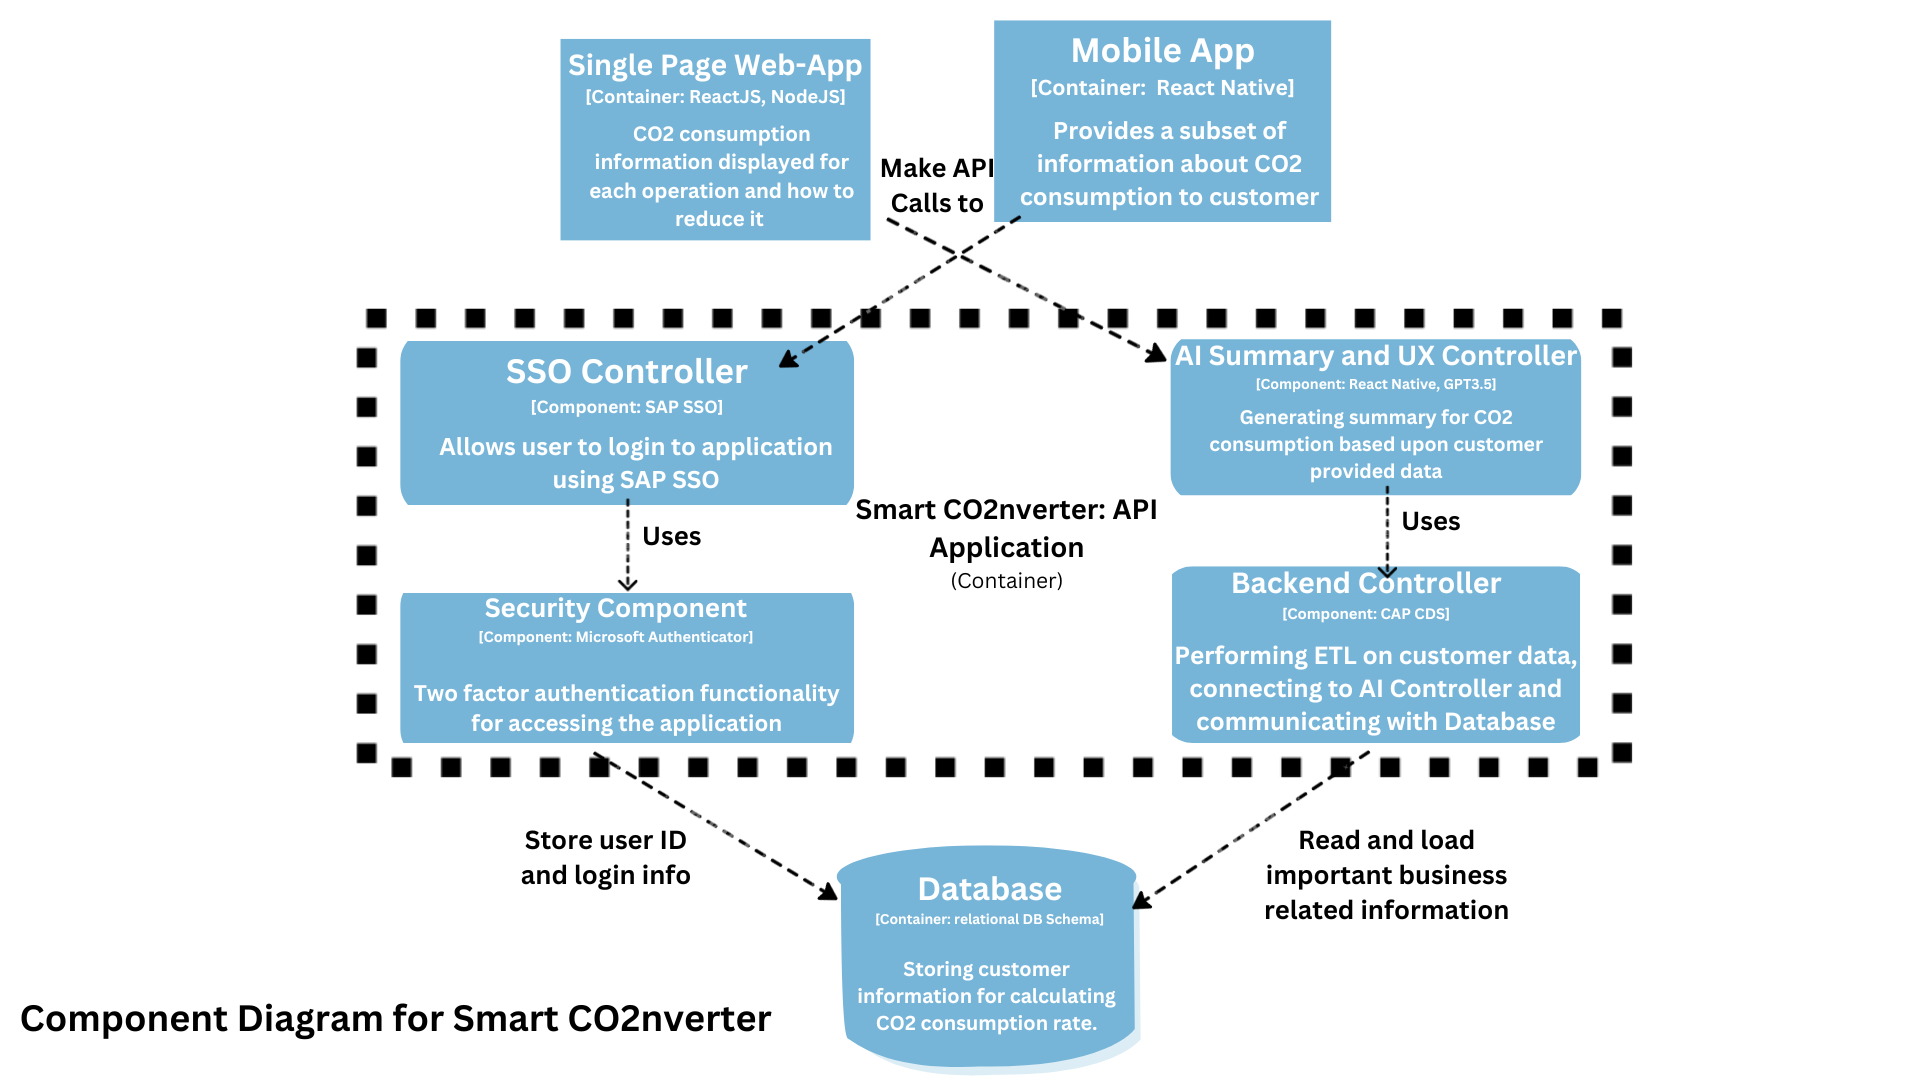 Single Page Web-App
[Container: ReactJS, NodeJS]
CO2 consumption
information displayed for
each operation and how to
reduce it
Make API
Calls to
Mobile App
[Container:  React Native]
Provides a subset of
information about CO2
consumption to customer
SSO Controller
[Component: SAP SSO]
Allows user to login to application
using SAP SSO
Uses
Security Component
[Component: Microsoft Authenticator]
Two factor authentication functionality
for accessing the application
Smart CO2nverter: API
Application
(Container)
AI Summary and UX Controller
[Component: React Native, GPT3.5]
Generating summary for CO2
consumption based upon customer
provided data
Uses
Backend Controller
[Component: CAP CDS]
Performing ETL on customer data,
connecting to AI Controller and
communicating with Database
Store user ID
and login info
Database
[Container: relational DB Schema]
Storing customer
information for calculating
CO2 consumption rate.
Read and load
important business
related information
Component Diagram for Smart CO2nverter